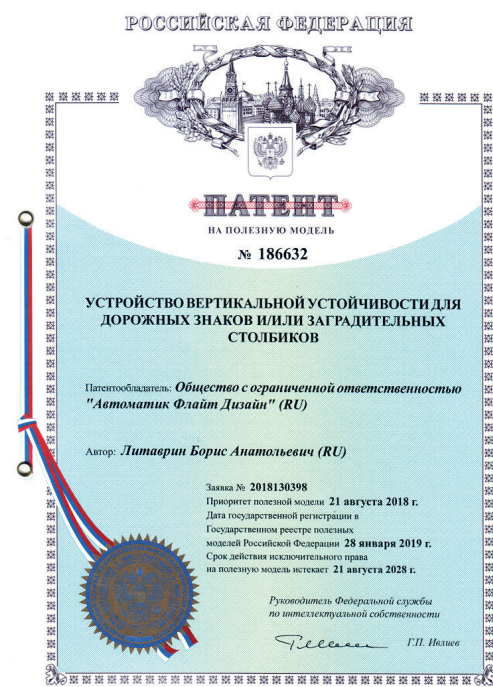 РОССИЙСКАЯ ФЕДЕРАЦИЯ
ПАТЕНТ
НА ПОЛЕЗНУЮ МОДЕЛЬ
№ 186632
УСТРОЙСТВО ВЕРТИКАЛЬНОЙ УСТОЙЧИВОСТИ ДЛЯ
ДОРОЖНЫХ ЗНАКОВ И/ИЛИ ЗАГРАДИТЕЛЬНЫХ
СТОЛБИКОВ
Патентообладатель: Общество с ограниченной ответственностью
"Автоматик Флайт Дизайн" (RU)
Автор: Литаврин Борис Анатольевич (RU)
Заявка № 2018130398
Приоритет полезной модели 21 августа 2018 г.
Дата государственной регистрации в
Государственном реестре полезных
моделей Российской Федерации 28 января 2019 г.
Срок действия исключительного права
на полезную модель истекает 21 августа 2028 г.
Руководитель Федеральной службы
по интеллектуальной собственности
Г.П. Ивлиев